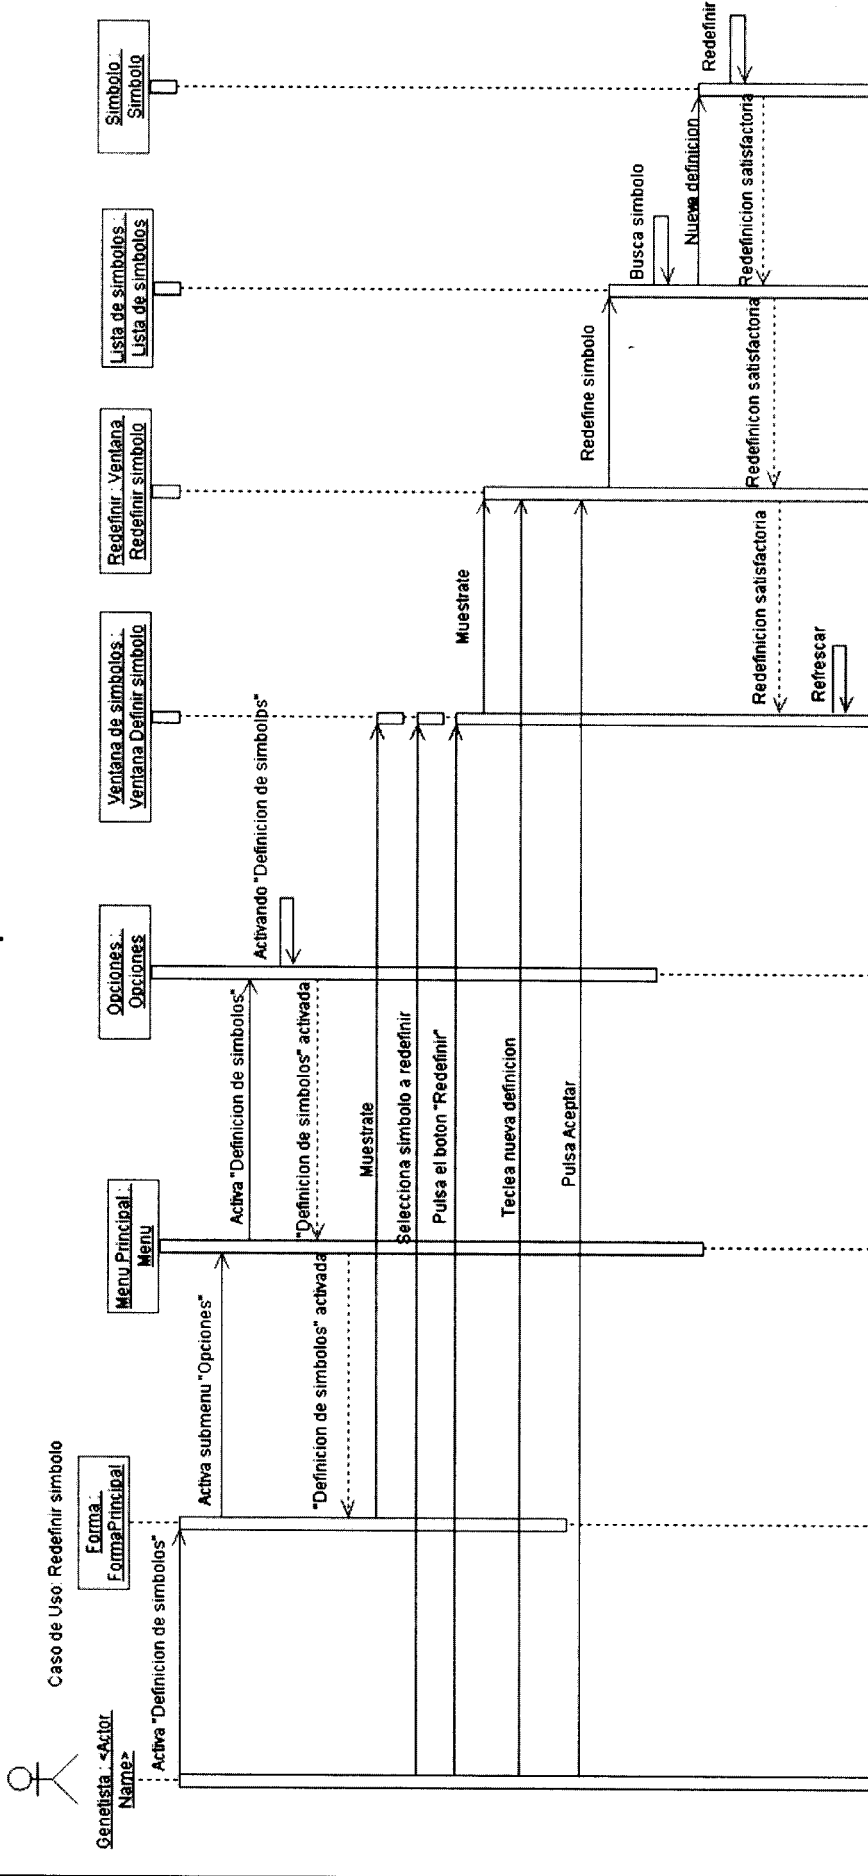 Caso de Uso: Redefinir simbolo
Genetista : <Actor
Name>
Forma :
FormaPrincipal
Menu Principal :
Menu
Opciones :
Opciones
Ventana de simbolos :
Ventana Definir simbolo
Redefinir : Ventana
Redefinir simbolo
Lista de simbolos :
Lista de simbolos
Simbolo :
Simbolo
Activa "Definicion de simbolos"
Activa submenu "Opciones"
Activa "Definicion de simbolos"
Activando "Definicion de simbolos"
"Definicion de simbolos" activada
"Definicion de simbolos" activada
Muestrate
Selecciona simbolo a redefinir
Pulsa el boton "Redefinir"
Muestrate
Teclea nueva definicion
Pulsa Aceptar
Redefine simbolo
Busca simbolo
Nueva definicion
Redefinir
Redefinicion satisfactoria
Redefinicon satisfactoria
Redefinicion satisfactoria
Refrescar